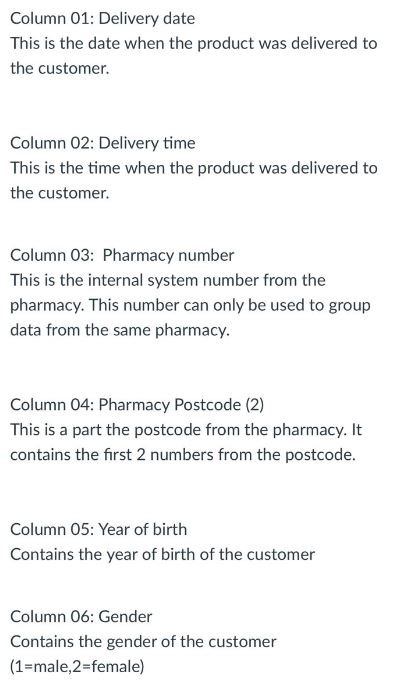 Column 01: Delivery date
This is the date when the product was delivered to
the customer.
Column 02: Delivery time
This is the time when the product was delivered to
the customer.
Column 03:  Pharmacy number
This is the internal system number from the
pharmacy. This number can only be used to group
data from the same pharmacy.
Column 04: Pharmacy Postcode (2)
This is a part the postcode from the pharmacy. It
contains the first 2 numbers from the postcode.
Column 05: Year of birth
Contains the year of birth of the customer
Column 06: Gender
Contains the gender of the customer
(1=male,2=female)